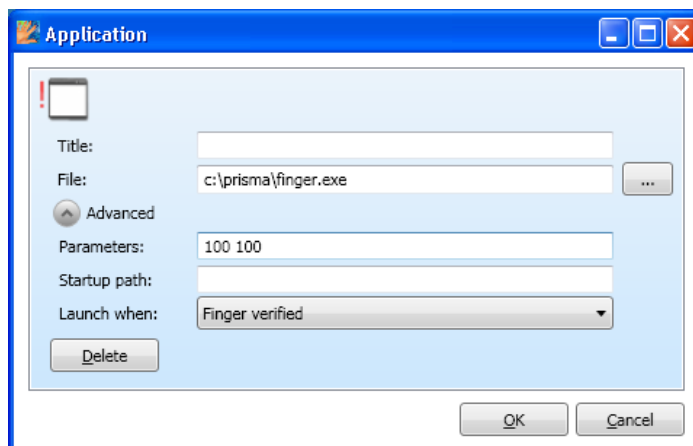 Application
!
Title:
File: c:\prisma\finger.exe ...
Advanced
Parameters: 100 100
Startup path:
Launch when: Finger verified
Delete
OK Cancel